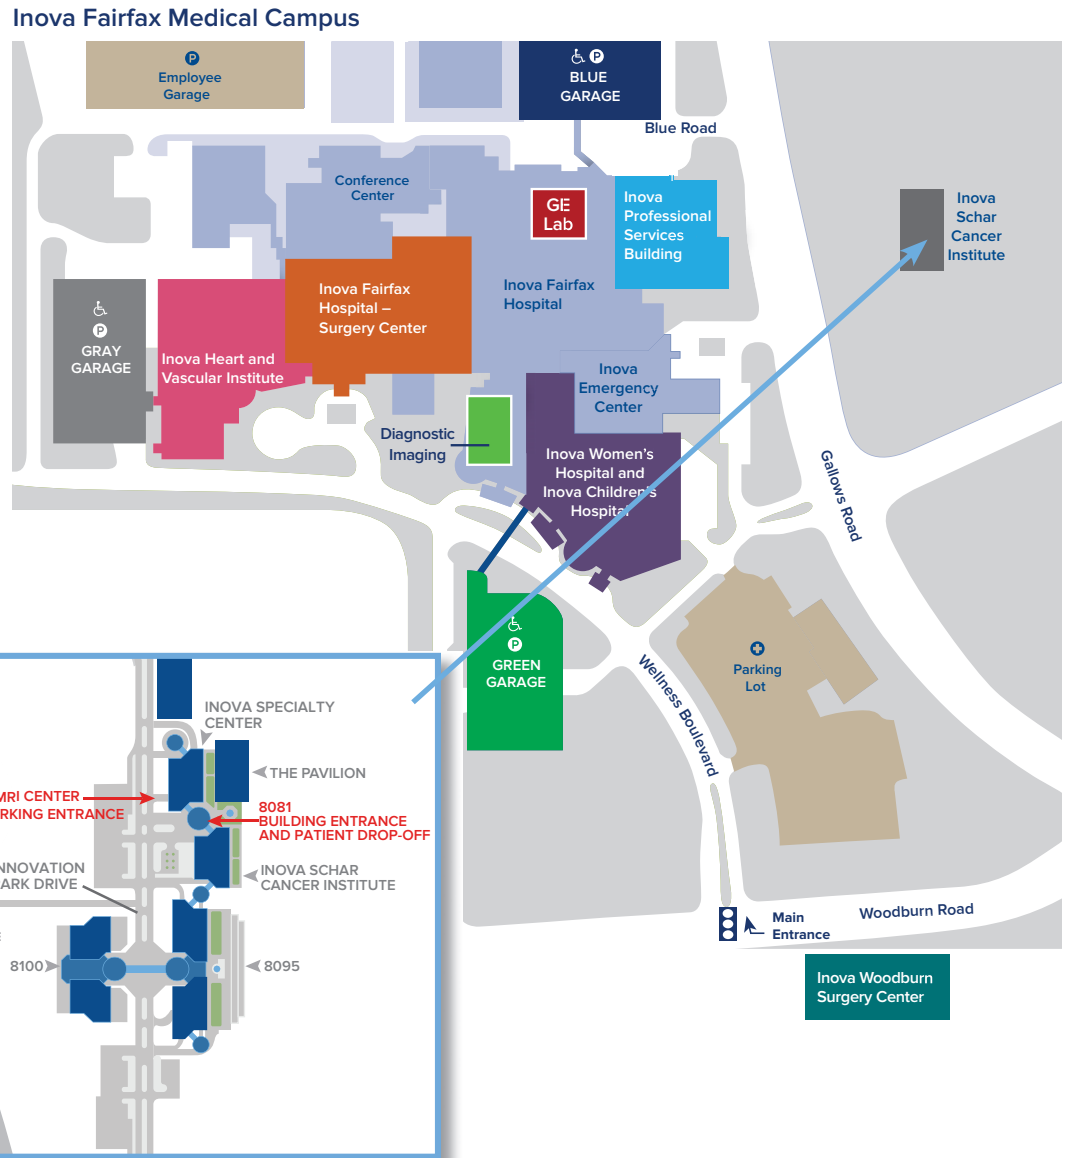 Inova Fairfax Medical Campus
P
Employee
Garage
P
BLUE
GARAGE
Blue Road
Conference
Center
GE
Lab
Inova
Professional
Services
Building
Inova
Schar
Cancer
Institute
Inova Fairfax
Hospital –
Surgery Center
Inova Fairfax
Hospital
P
GRAY
GARAGE
Inova Heart and
Vascular Institute
Inova
Emergency
Center
Diagnostic
Imaging
Inova Women's
Hospital and
Inova Children's
Hospital
Gallows Road
P
GREEN
GARAGE
Parking
Lot
Wellness Boulevard
INOVA SPECIALTY
CENTER
THE PAVILION
MRI CENTER
RKING ENTRANCE
8081
BUILDING ENTRANCE
AND PATIENT DROP-OFF
NNOVATION
ARK DRIVE
INOVA SCHAR
CANCER INSTITUTE
8100
8095
Main
Entrance
Woodburn Road
Inova Woodburn
Surgery Center